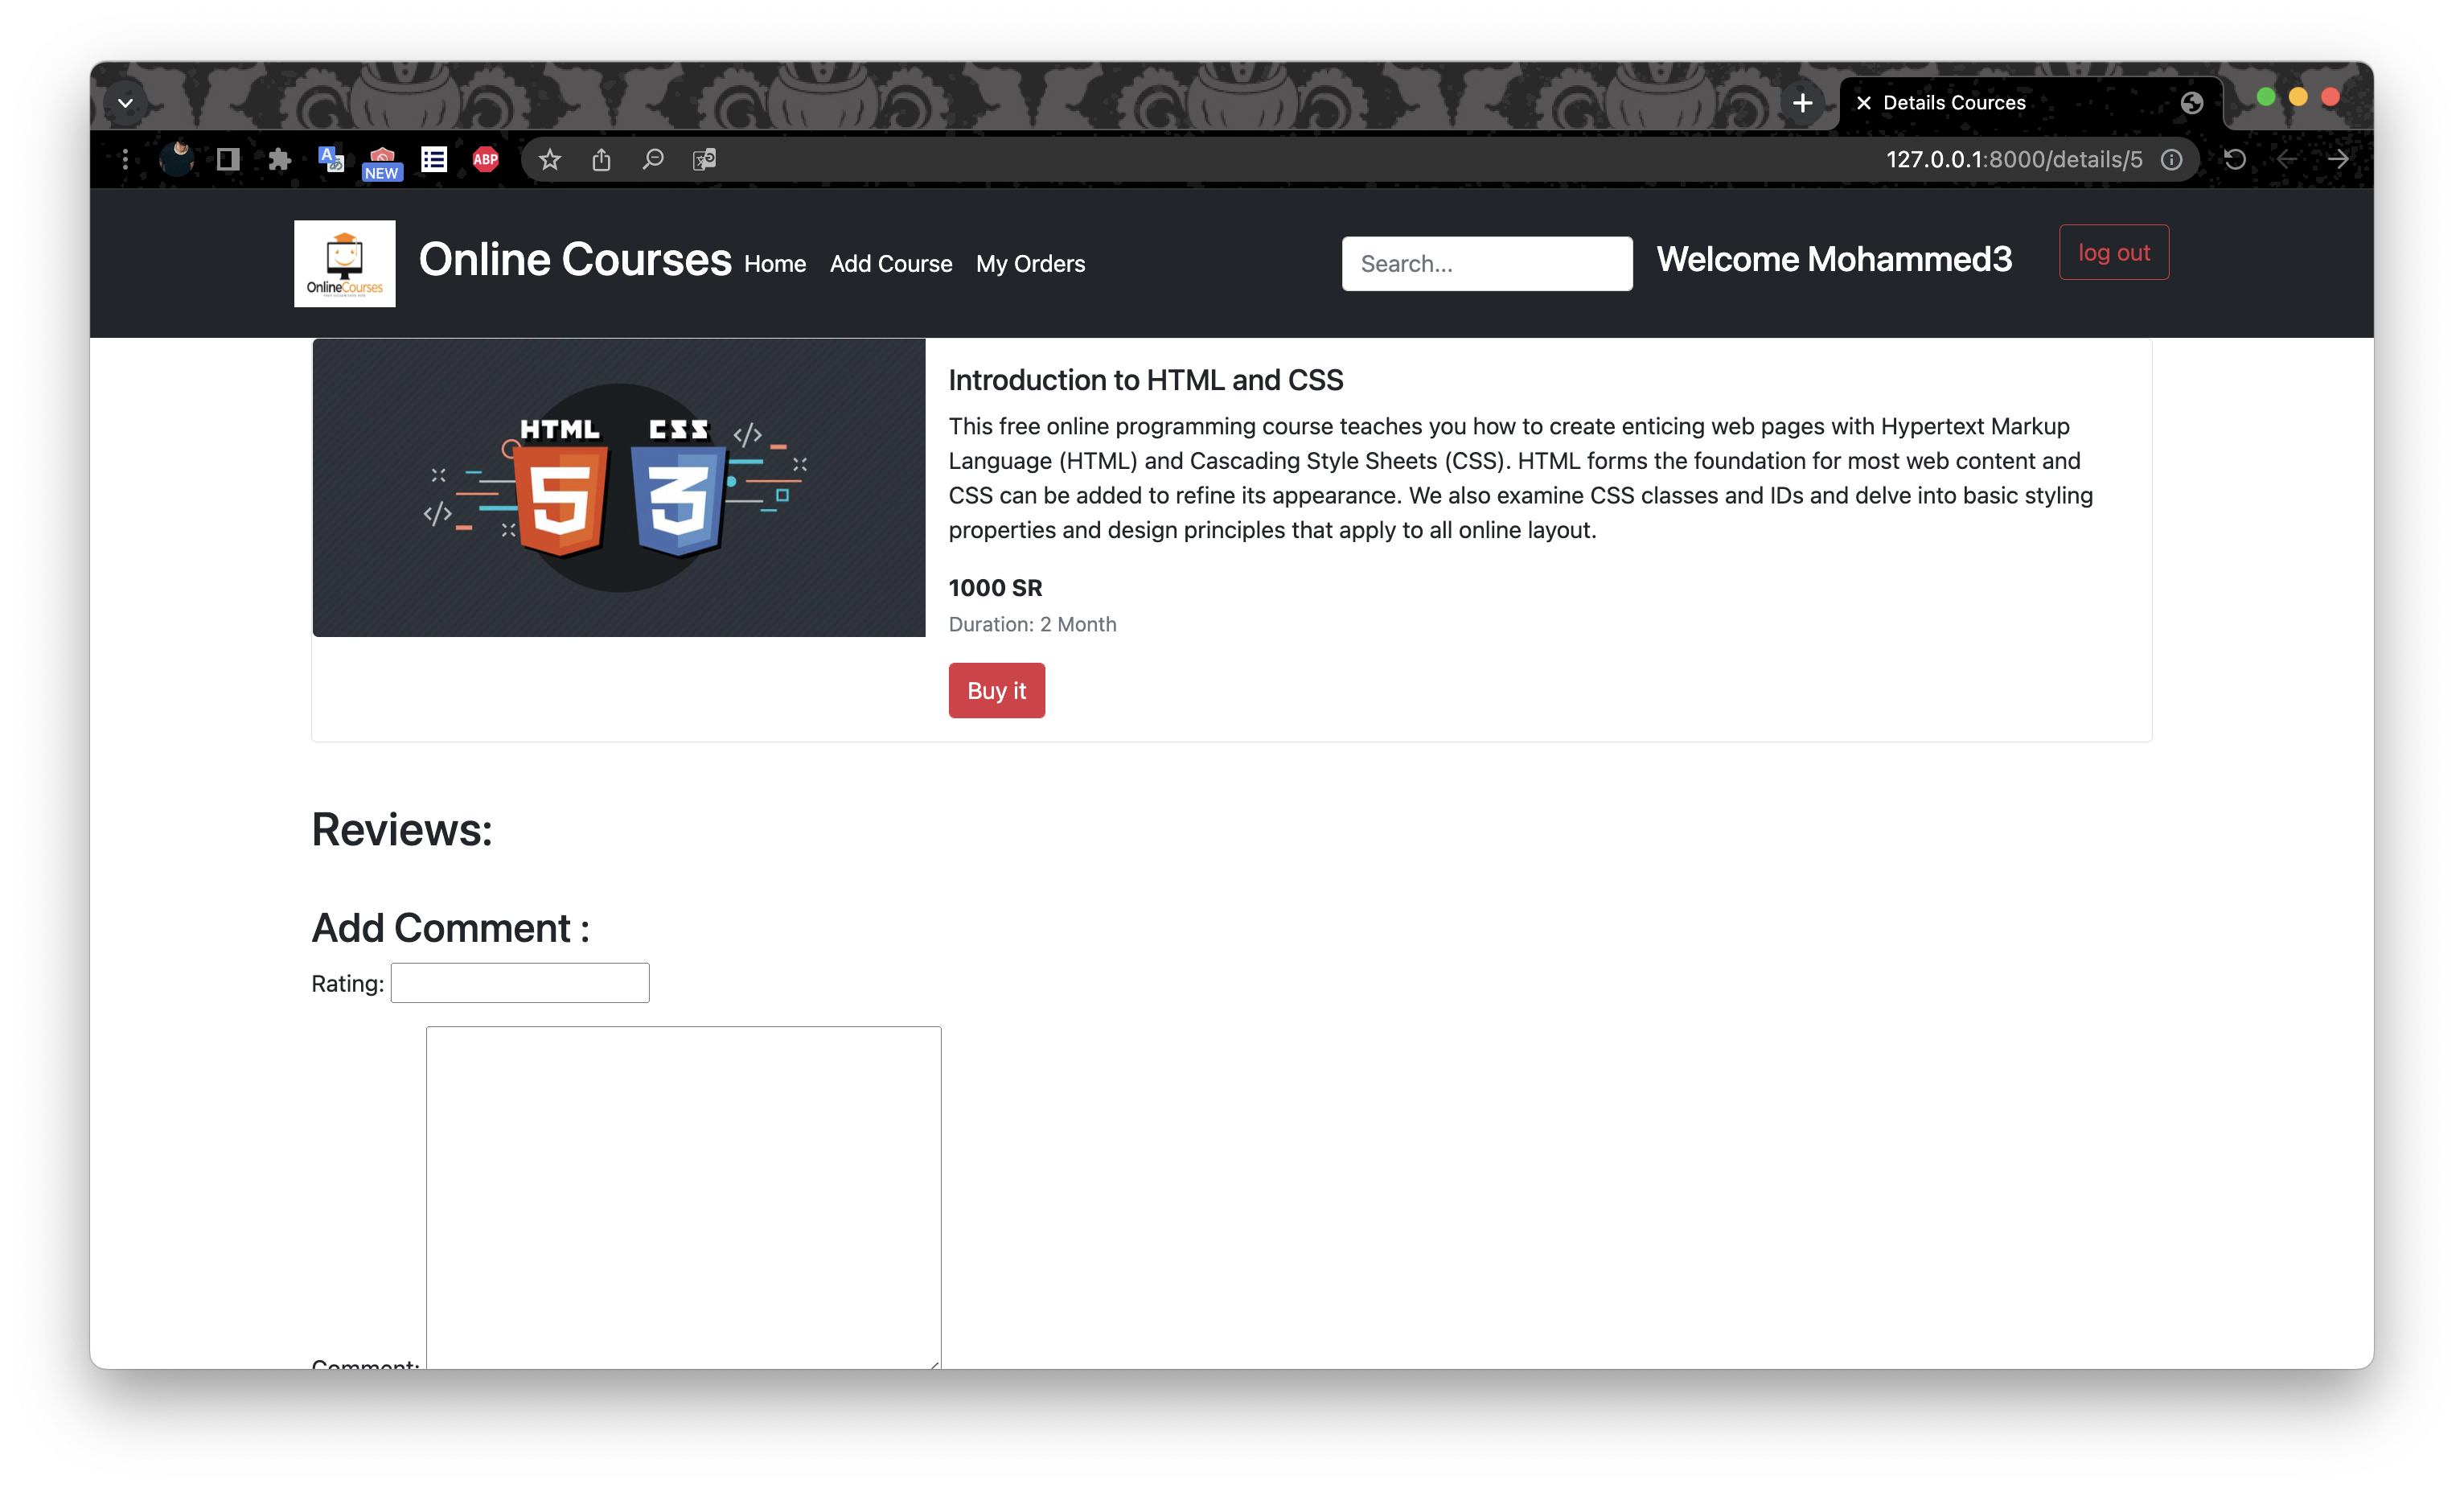 Details Cources
NEW
ABP
127.0.0.1:8000/details/5
OnlineCourses
Online Courses
Home
Add Course
My Orders
Search...
Welcome Mohammed3
log out
HTML
CSS
5
3
</>
</>
Introduction to HTML and CSS
This free online programming course teaches you how to create enticing web pages with Hypertext Markup
Language (HTML) and Cascading Style Sheets (CSS). HTML forms the foundation for most web content and
CSS can be added to refine its appearance. We also examine CSS classes and IDs and delve into basic styling
properties and design principles that apply to all online layout.
1000 SR
Duration: 2 Month
Buy it
Reviews:
Add Comment :
Rating:
Comment: